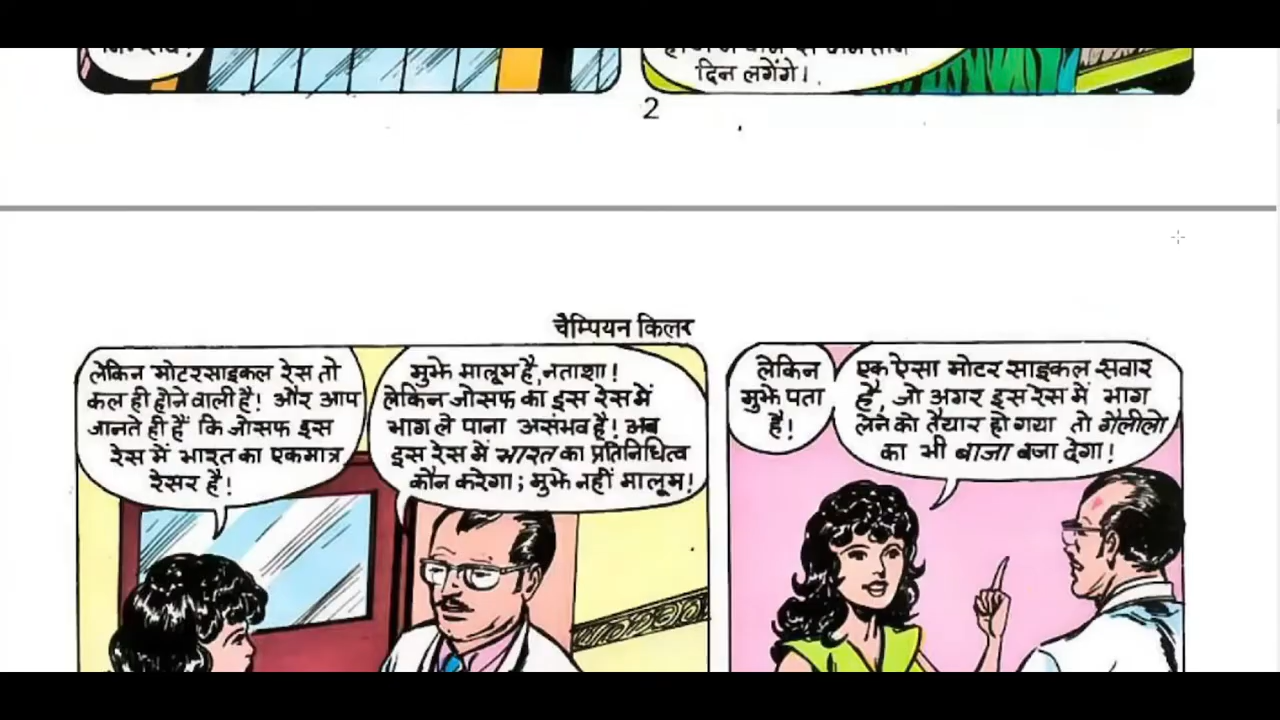 दिन लगेंगे।
2
चैम्पियन किलर
लेकिन मोटरसाइकल रेस तो
कल ही होने वाली है! और आप
जानते ही हैं कि जोसफ इस
रेस में भारत का एकमात्र
रेसर है!
मुझे मालूम है, नताशा!
लेकिन जोसफ का इस रेस में
भाग ले पाना असंभव है! अब
इस रेस में भारत का प्रतिनिधित्व
कौन करेगा; मुझे नहीं मालूम!
लेकिन
मुझे पता
है!
एक ऐसा मोटर साइकल सवार
है, जो अगर इस रेस में भाग
लेने को तैयार हो गया तो गैलीलो
का भी बाजा बजा देगा!